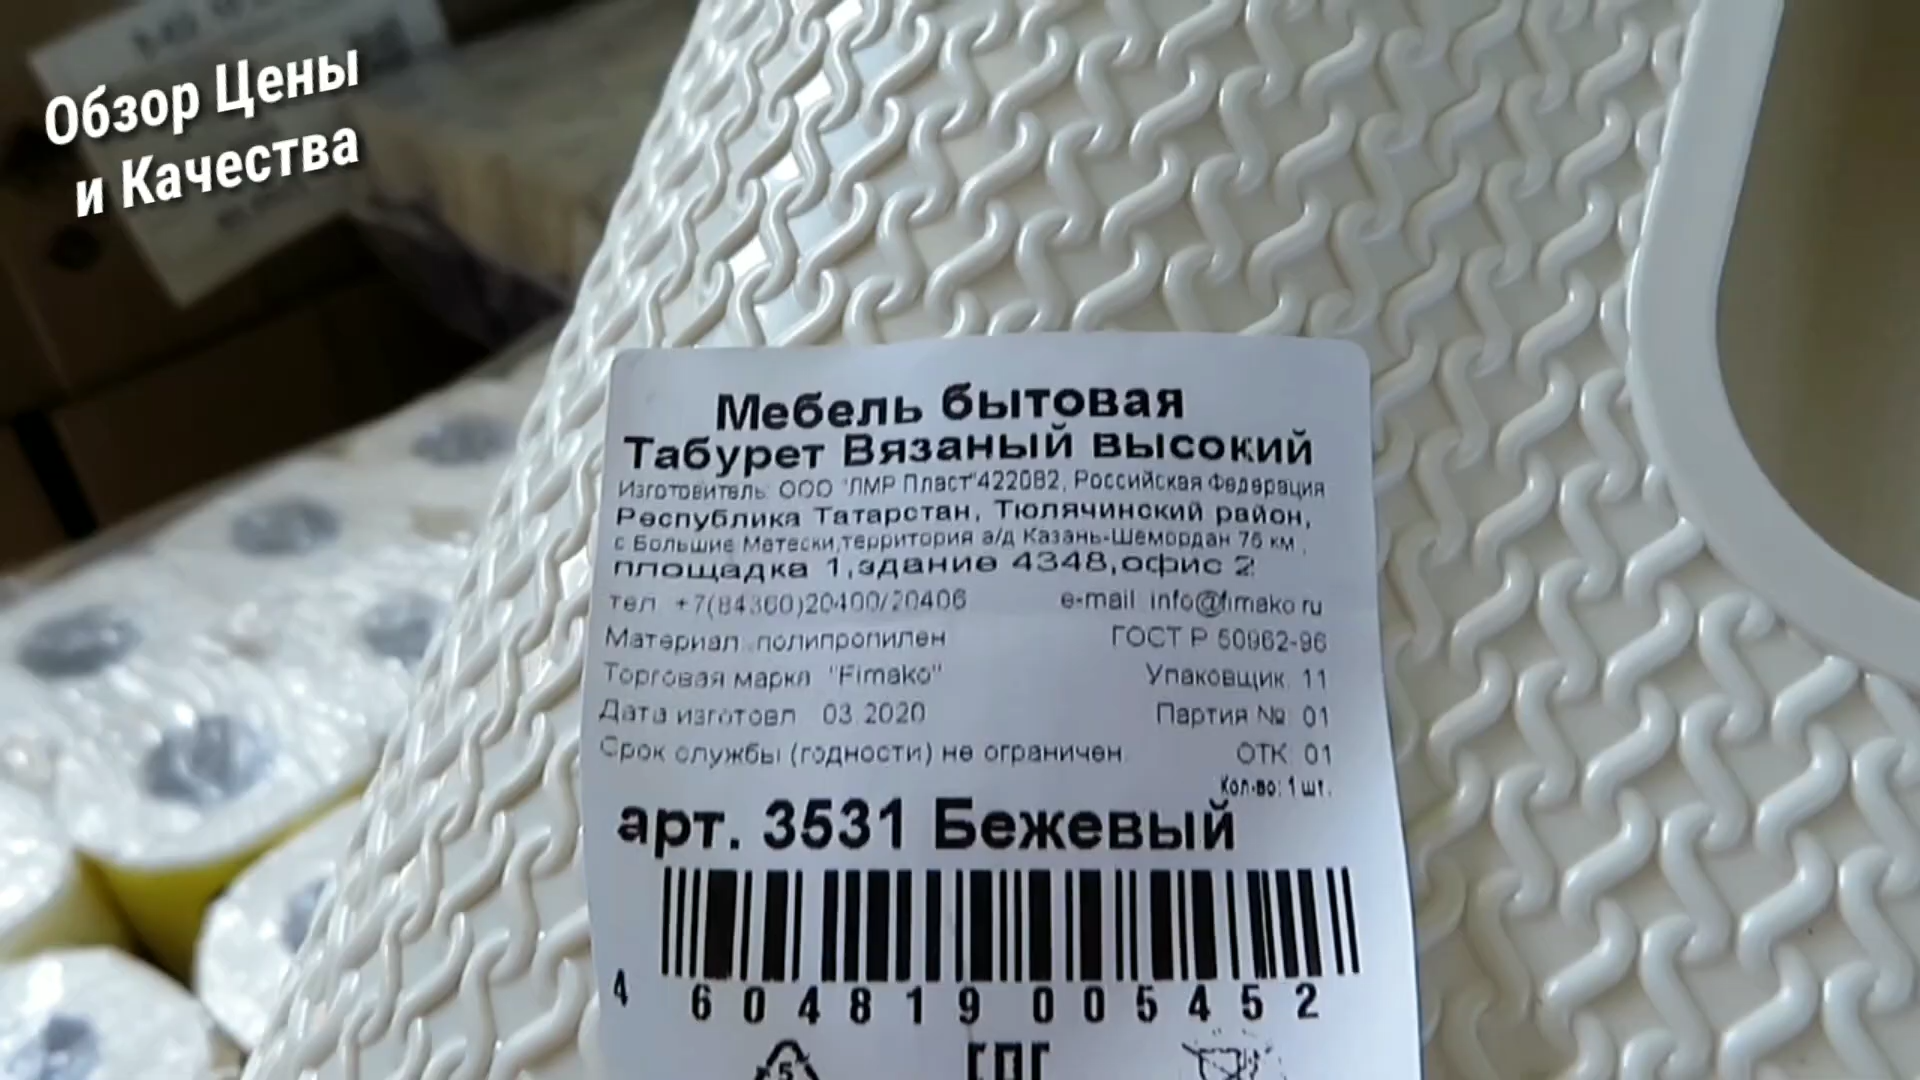 Обзор Цены
и Качества
Мебель бытовая
Табурет Вязаный высокий
Изготовитель: ООО "ЛМР Пласт"422082, Российская Федерация
Республика Татарстан, Тюлячинский район,
с Большие Метески,территория а/д Казань-Шемордан 75 км ,
площадка 1,здание 4348,офис 2
тел. +7(84360)20400/20406 e-mail info@fimako.ru
Материал: полипропилен ГОСТ Р 50962-96
Торговая марка "Fimako" Упаковщик: 11
Дата изготовл 03.2020 Партия № 01
Срок службы (годности) не ограничен ОТК: 01
Кол-во: 1 шт.
арт. 3531 Бежевый
4 604819 005452
5